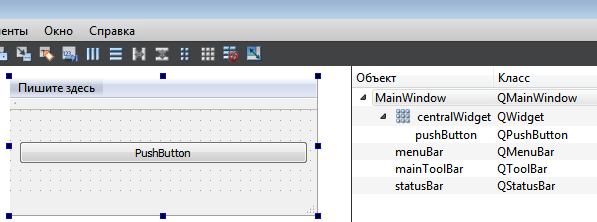 енты Окно Справка
Пишите здесь
PushButton
Объект Класс
MainWindow QMainWindow
centralWidget QWidget
pushButton QPushButton
menuBar QMenuBar
mainToolBar QToolBar
statusBar QStatusBar